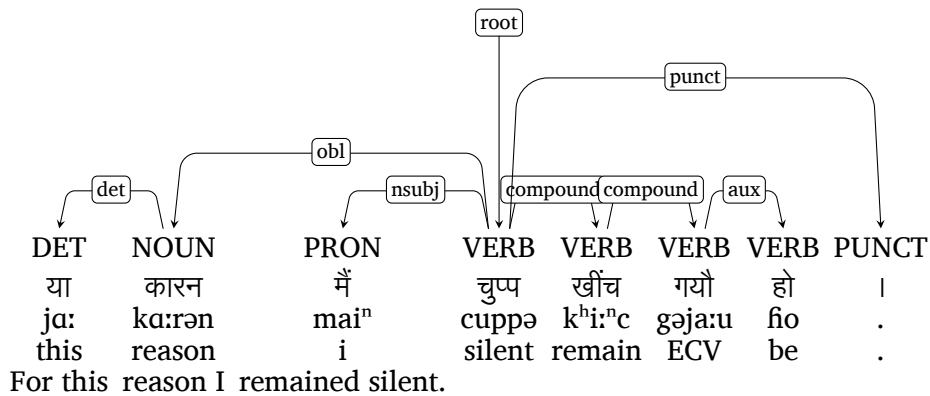 root
punct
obl
det nsubj compound compound aux
DET NOUN PRON VERB VERB VERB VERB PUNCT
या कारन मैं चुप्प खींच गयौ हो ।
jɑː kɑːrən maiⁿ cuppə kʰiːⁿc gəjaːu ɦo .
this reason i silent remain ECV be .
For this reason I remained silent.